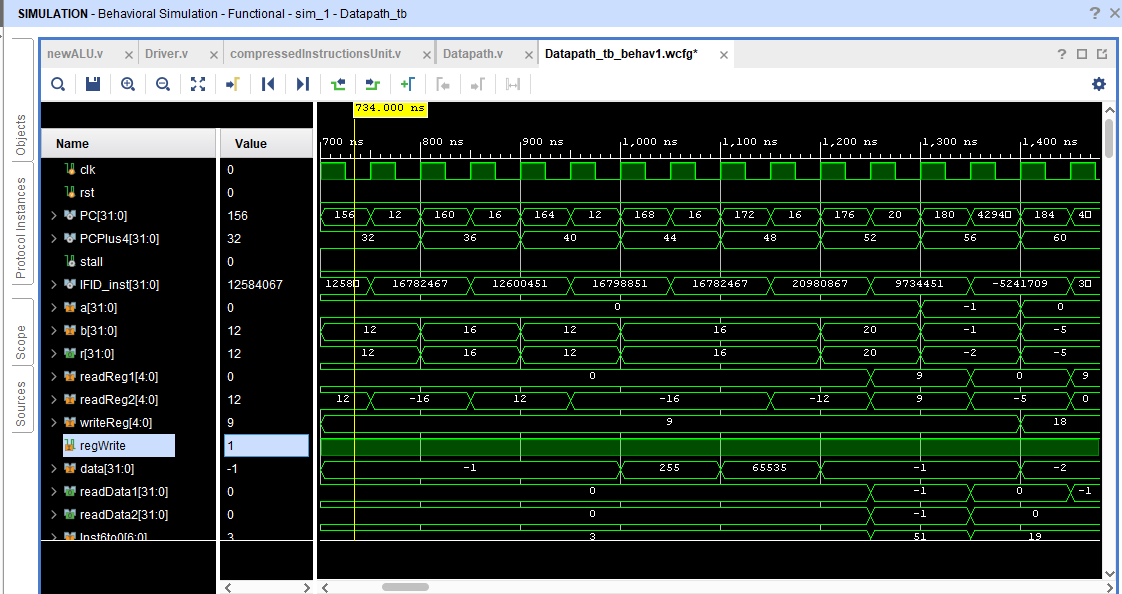 SIMULATION - Behavioral Simulation - Functional - sim_1 - Datapath_tb
? ×
newALU.v × Driver.v × compressedInstructionsUnit.v × Datapath.v × Datapath_tb_behav1.wcfg* ×
?
734.000 ns
Name Value
700 ns 800 ns 900 ns 1,000 ns 1,100 ns 1,200 ns 1,300 ns 1,400 ns
clk 0
rst 0
PC[31:0] 156 156 12 160 16 164 12 168 16 172 16 176 20 180 4294 184 4
PCPlus4[31:0] 32 32 36 40 44 48 52 56 60
stall 0
IFID_inst[31:0] 12584067 1258 16782467 12600451 16798851 16782467 20980867 9734451 -5241709 3
a[31:0] 0 0 -1 0
b[31:0] 12 12 16 12 16 20 -1 -5
r[31:0] 12 12 16 12 16 20 -2 -5
readReg1[4:0] 0 0 9 0 9
readReg2[4:0] 12 12 -16 12 -16 -12 9 -5 0
writeReg[4:0] 9 9 18
regWrite 1
data[31:0] -1 -1 255 65535 -1 -2
readData1[31:0] 0 0 -1 0 -1
readData2[31:0] 0 0 -1 0
Inst6to0[6:0] 3 3 51 19
Objects
Protocol Instances
Scope
Sources